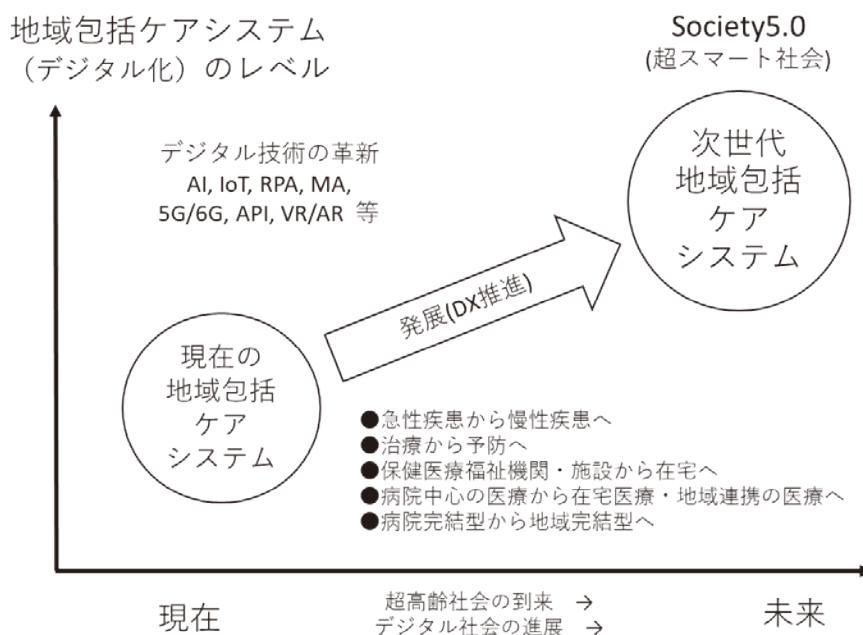 地域包括ケアシステム
（デジタル化）のレベル
Society5.0
(超スマート社会)
デジタル技術の革新
AI, IoT, RPA, MA,
5G/6G, API, VR/AR 等
次世代
地域包括
ケア
システム
発展(DX推進)
現在の
地域包括
ケア
システム
●急性疾患から慢性疾患へ
●治療から予防へ
●保健医療福祉機関・施設から在宅へ
●病院中心の医療から在宅医療・地域連携の医療へ
●病院完結型から地域完結型へ
現在
超高齢社会の到来 →
デジタル社会の進展 →
未来